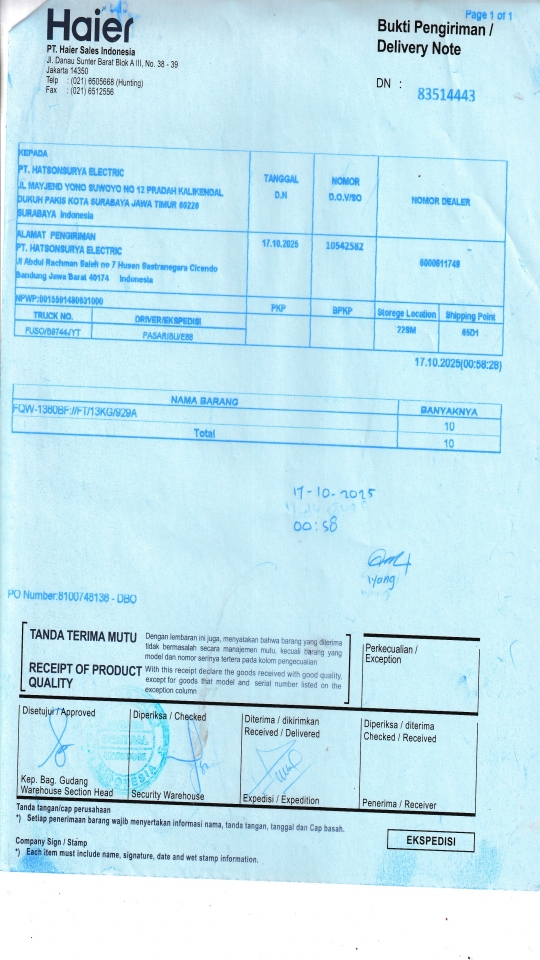 Page 1 of 1
Haier
Bukti Pengiriman /
Delivery Note
PT. Haier Sales Indonesia
Jl. Danau Sunter Barat Blok A III, No. 38 - 39
Jakarta 14350
Telp : (021) 6505668 (Hunting)
Fax : (021) 6512556
DN : 83514443
KEPADA
PT. HATSONSURYA ELECTRIC
JL MAYJEND YONO SUWOYO NO 12 PRADAH KALIKENDAL
DUKUH PAKIS KOTA SURABAYA JAWA TIMUR 60226
SURABAYA Indonesia
TANGGAL
D.N
NOMOR
D.O.V/SO
NOMOR DEALER
ALAMAT PENGIRIMAN
PT. HATSONSURYA ELECTRIC
Jl Abdul Rachman Saleh no 7 Husen Sastranegara Cicendo
Bandung Jawa Barat 40174 Indonesia
17.10.2025
10542582
6000611749
NPWP:0015591480631000
PKP
BPKP
Storege Location
Shipping Point
TRUCK NO.
DRIVER/EKSPEDISI
22SM
65D1
FUSO/B9744/YT
PASARIBU/E88
17.10.2025(00:58:28)
NAMA BARANG
BANYAKNYA
FQW-1360BF://FT/13KG/929A
10
Total
10
17-10-2025
00:58
Iyang
PO Number:8100748136 - DBO
TANDA TERIMA MUTU
Dengan lembaran ini juga, menyatakan bahwa barang yang diterima
tidak bermasalah secara manajemen mutu, kecuali barang yang
model dan nomor serinya tertera pada kolom pengecualian
RECEIPT OF PRODUCT
QUALITY
With this receipt declare the goods received with good quality,
except for goods that model and serial number listed on the
exception column
Perkecualian /
Exception
Disetujui / Approved
Diperiksa / Checked
Diterima / dikirimkan
Received / Delivered
Diperiksa / diterima
Checked / Received
Kep. Bag. Gudang
Warehouse Section Head
Security Warehouse
Expedisi / Expedition
Penerima / Receiver
Tanda tangan/cap perusahaan
*) Setiap penerimaan barang wajib menyertakan informasi nama, tanda tangan, tanggal dan Cap basah.
Company Sign / Stamp
*) Each item must include name, signature, date and wet stamp information.
EKSPEDISI